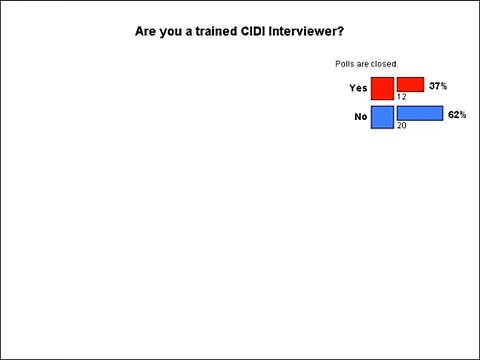 Are you a trained CIDI Interviewer?
Polls are closed.
Yes 37%
12
No 62%
20